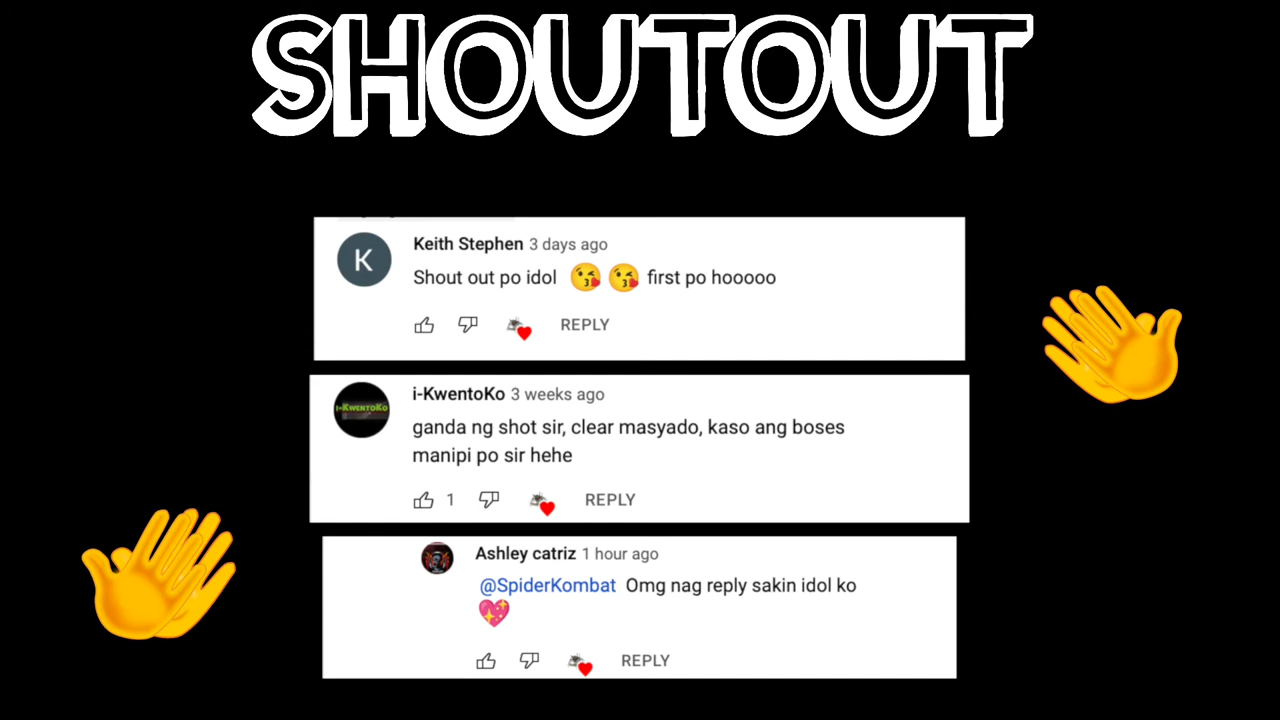 SHOUTOUT
K
Keith Stephen 3 days ago
Shout out po idol 😘😘 first po hooooo
REPLY
i-KwentoKo
i-KwentoKo 3 weeks ago
ganda ng shot sir, clear masyado, kaso ang boses
manipi po sir hehe
1 REPLY
Ashley catriz 1 hour ago
@SpiderKombat Omg nag reply sakin idol ko
💖
REPLY